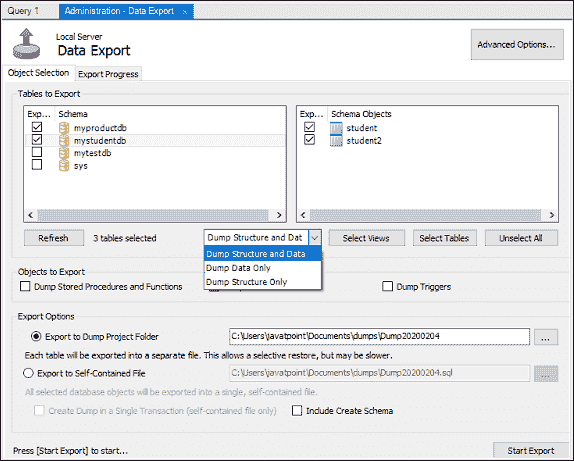 Query 1
Administration - Data Export ×
Local Server
Data Export
Advanced Options...
Object Selection
Export Progress
Tables to Export
Exp... Schema
myproductdb
mystudentdb
mytestdb
sys
Exp... Schema Objects
student
student2
Refresh
3 tables selected
Dump Structure and Dat
Select Views
Select Tables
Unselect All
Dump Structure and Data
Dump Data Only
Dump Structure Only
Objects to Export
Dump Stored Procedures and Functions
Dump Triggers
Export Options
Export to Dump Project Folder
C:\Users\javatpoint\Documents\dumps\Dump20200204
...
Each table will be exported into a separate file. This allows a selective restore, but may be slower.
Export to Self-Contained File
C:\Users\javatpoint\Documents\dumps\Dump20200204.sql
...
All selected database objects will be exported into a single, self-contained file.
Create Dump in a Single Transaction (self-contained file only)
Include Create Schema
Press [Start Export] to start...
Start Export